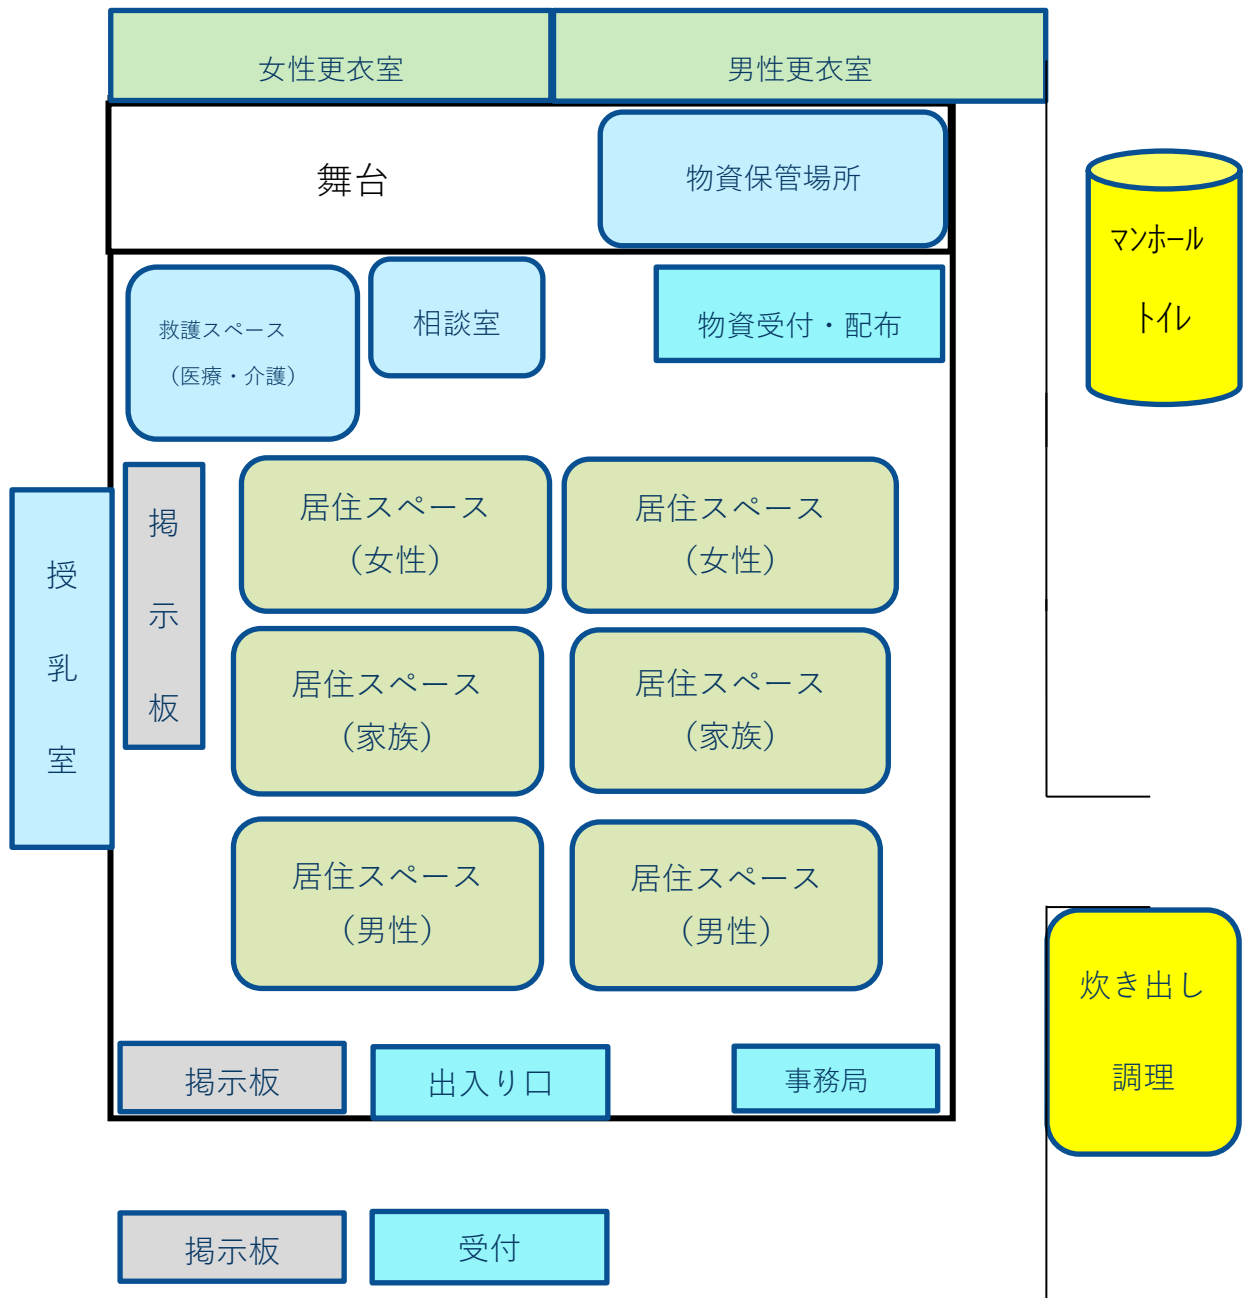 女性更衣室
男性更衣室
舞台
物資保管場所
マンホール
トイレ
救護スペース
（医療・介護）
相談室
物資受付・配布
授
乳
室
掲
示
板
居住スペース
（女性）
居住スペース
（女性）
居住スペース
（家族）
居住スペース
（家族）
居住スペース
（男性）
居住スペース
（男性）
炊き出し
調理
掲示板
出入り口
事務局
掲示板
受付